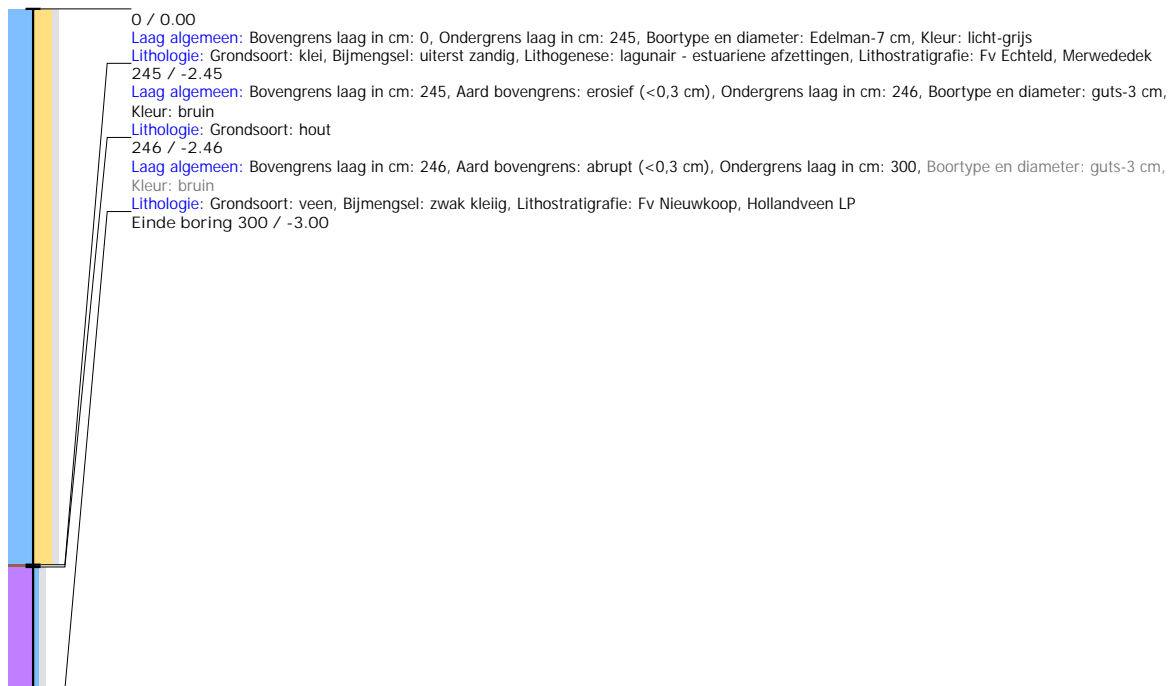 0 / 0.00
Laag algemeen: Bovengrens laag in cm: 0, Ondergrens laag in cm: 245, Boortype en diameter: Edelman-7 cm, Kleur: licht-grijs
Lithologie: Grondsoort: klei, Bijmengsel: uiterst zandig, Lithogenese: lagunair - estuariene afzettingen, Lithostratigrafie: Fv Echteld, Merwededek
245 / -2.45
Laag algemeen: Bovengrens laag in cm: 245, Aard bovengrens: erosief (<0,3 cm), Ondergrens laag in cm: 246, Boortype en diameter: guts-3 cm,
Kleur: bruin
Lithologie: Grondsoort: hout
246 / -2.46
Laag algemeen: Bovengrens laag in cm: 246, Aard bovengrens: abrupt (<0,3 cm), Ondergrens laag in cm: 300, Boortype en diameter: guts-3 cm,
Kleur: bruin
Lithologie: Grondsoort: veen, Bijmengsel: zwak kleiig, Lithostratigrafie: Fv Nieuwkoop, Hollandveen LP
Einde boring 300 / -3.00